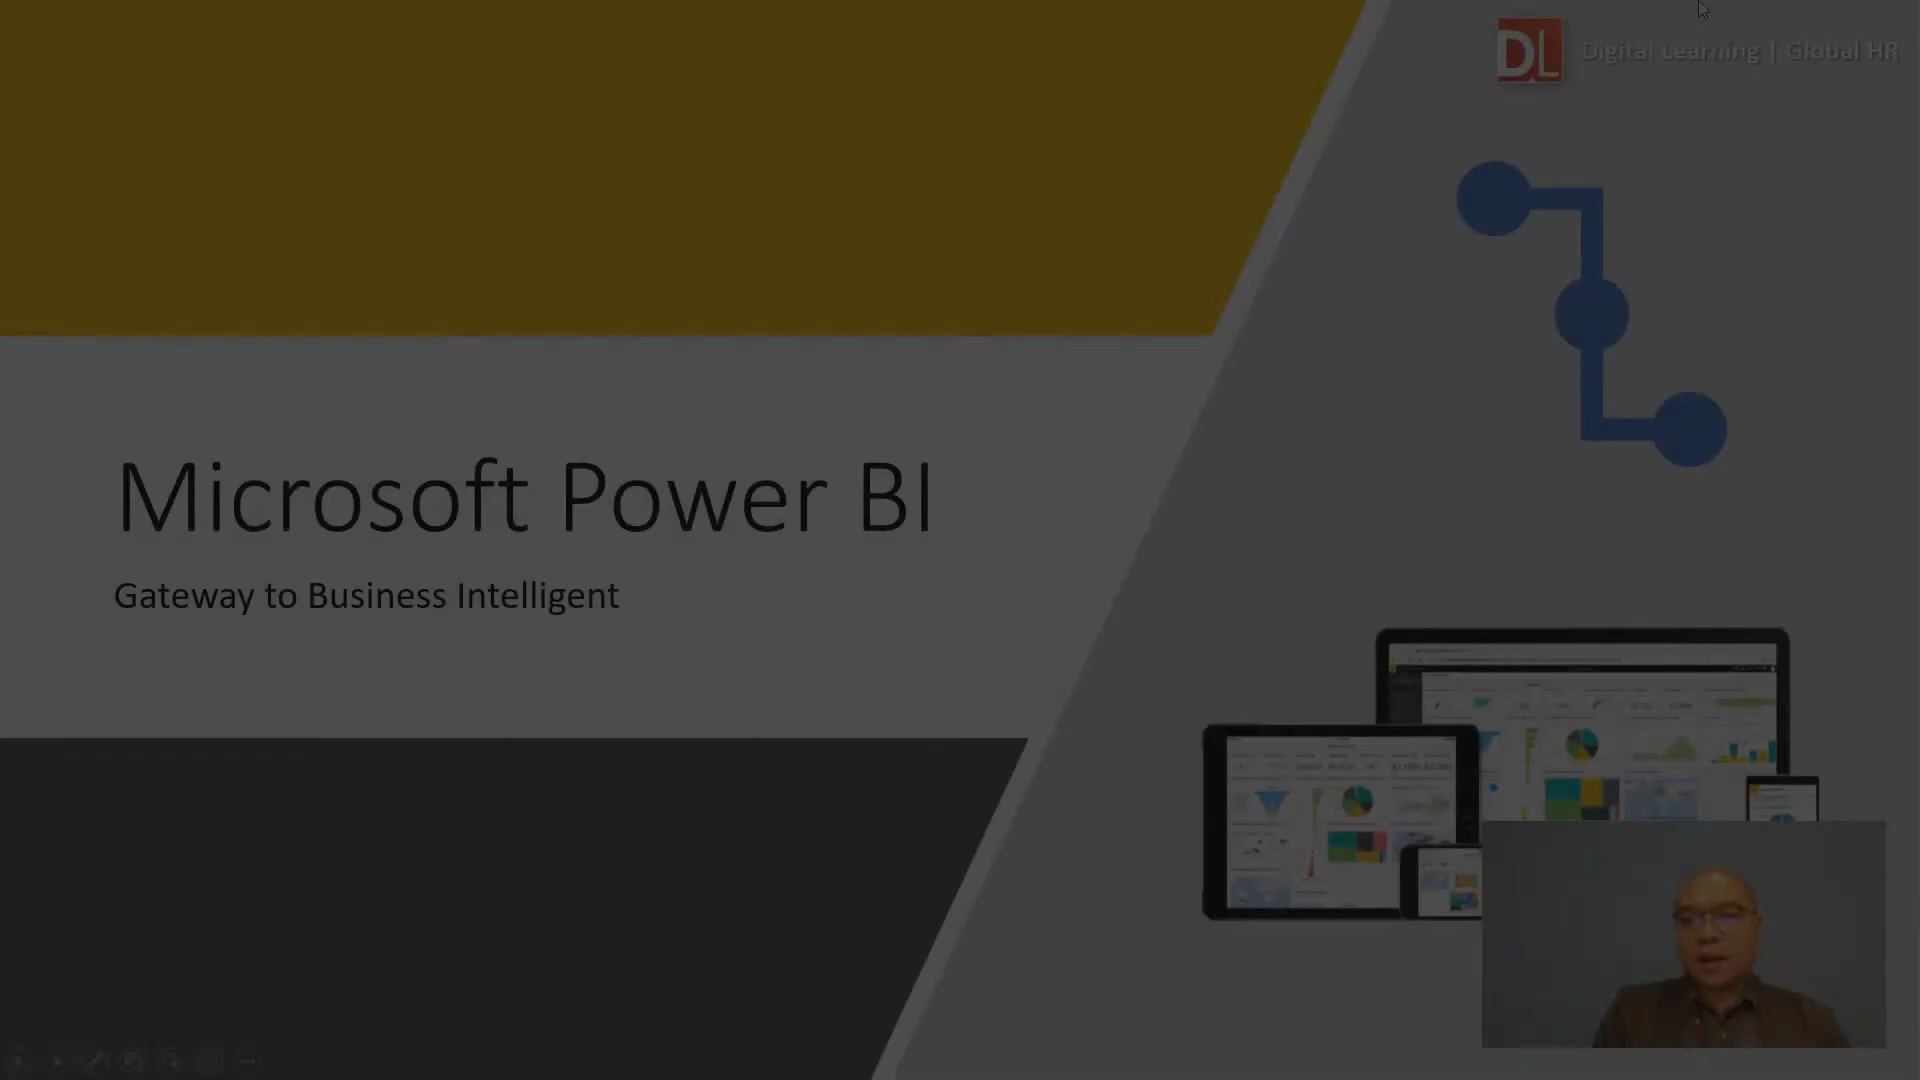 DL Digital Learning | Global HR
Microsoft Power BI
Gateway to Business Intelligent